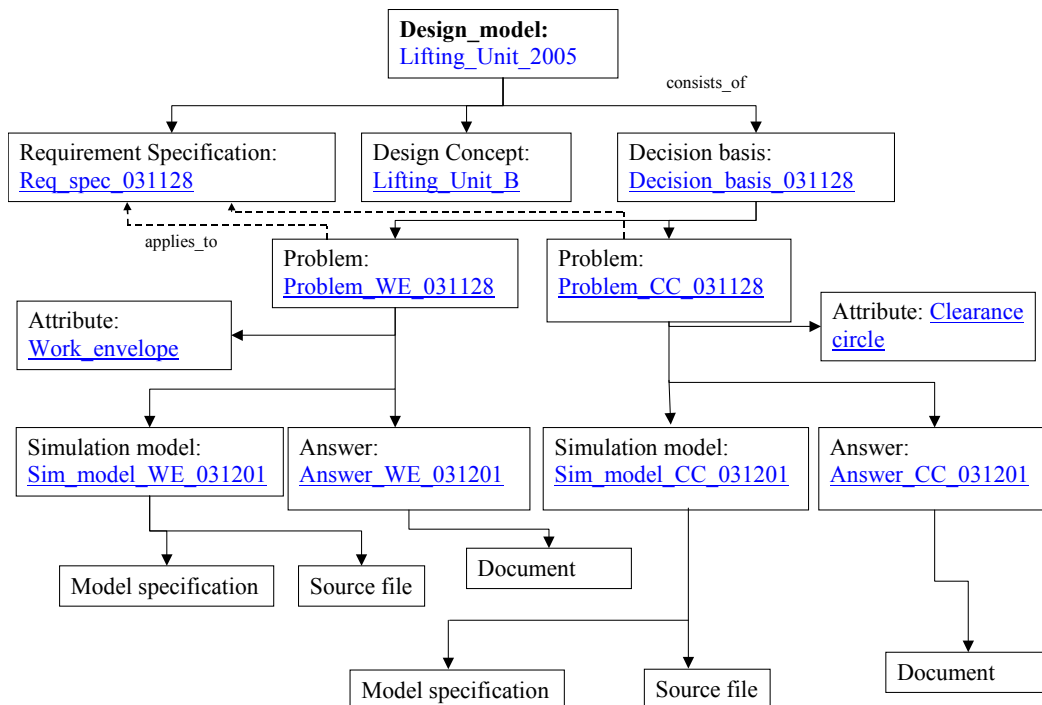 Design_model:
Lifting_Unit_2005
consists_of
Requirement Specification:
Req_spec_031128
Design Concept:
Lifting_Unit_B
Decision basis:
Decision_basis_031128
applies_to
Problem:
Problem_WE_031128
Problem:
Problem_CC_031128
Attribute:
Work_envelope
Attribute: Clearance
circle
Simulation model:
Sim_model_WE_031201
Answer:
Answer_WE_031201
Simulation model:
Sim_model_CC_031201
Answer:
Answer_CC_031201
Model specification
Source file
Document
Model specification
Source file
Document